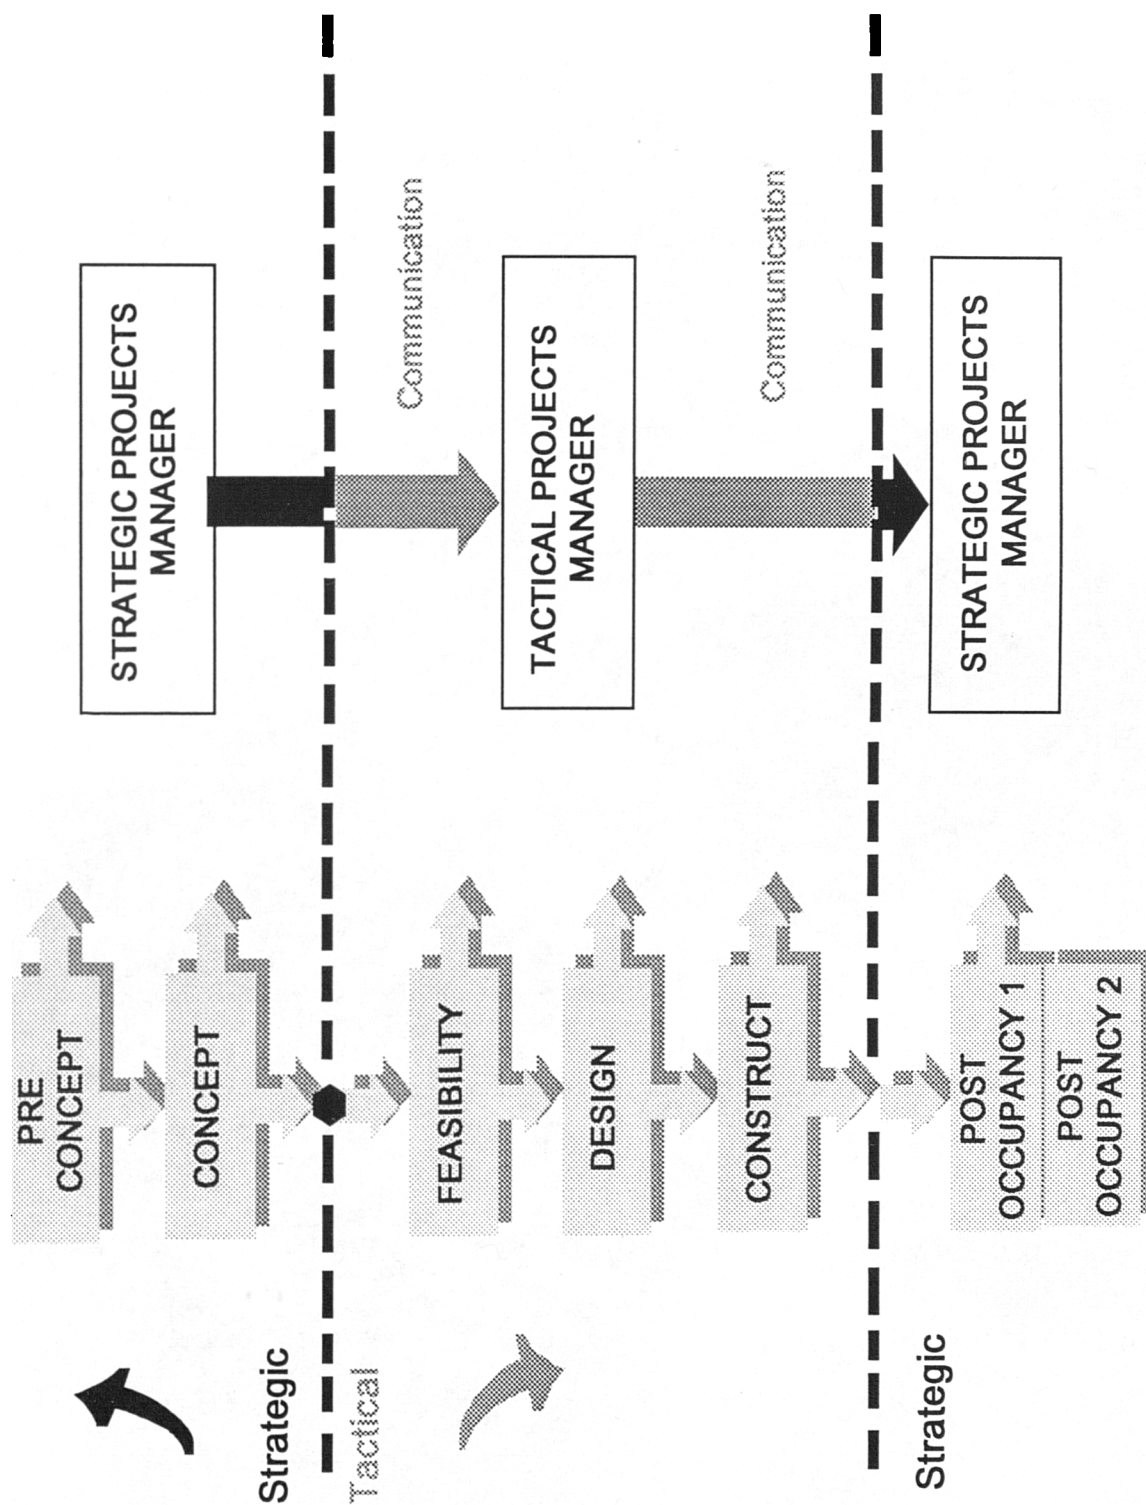 PRE
CONCEPT
CONCEPT
STRATEGIC PROJECTS
MANAGER
Strategic
Tactical
Communication
FEASIBILITY
DESIGN
TACTICAL PROJECTS
MANAGER
CONSTRUCT
Communication
Strategic
POST
OCCUPANCY 1
POST
OCCUPANCY 2
STRATEGIC PROJECTS
MANAGER